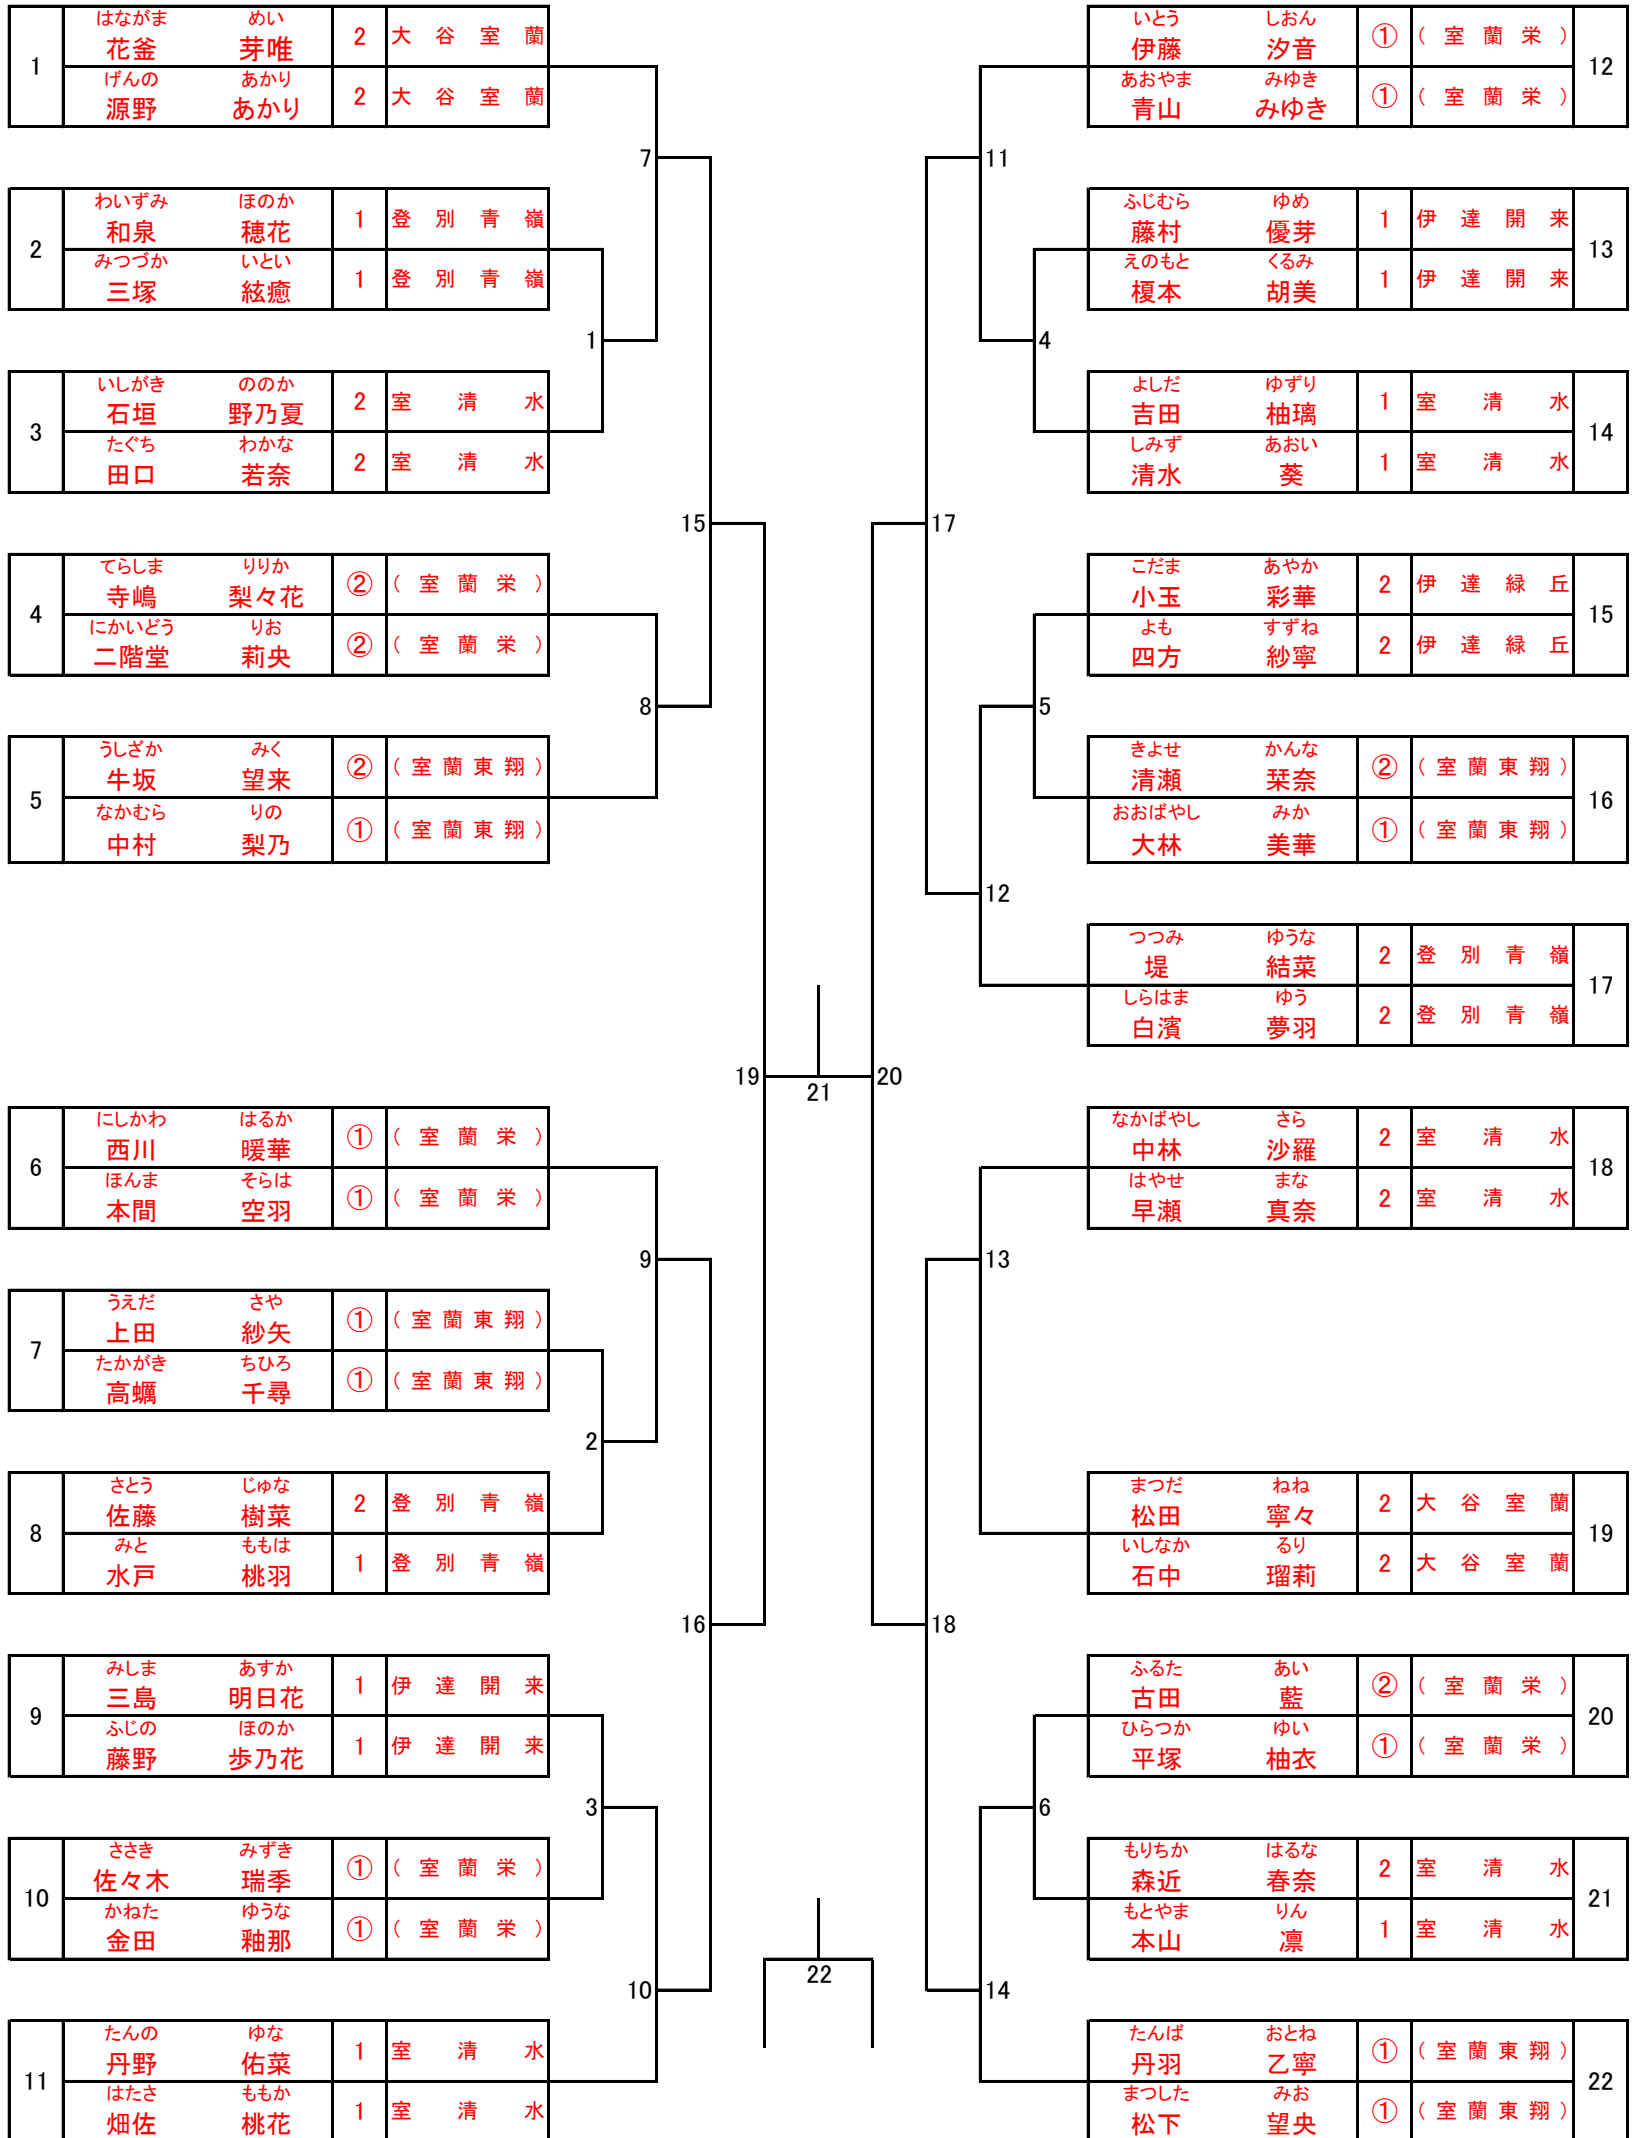 はながま めい
花釜 芽唯 2 大谷室蘭
1
げんの あかり
源野 あかり 2 大谷室蘭
7
わいずみ ほのか
和泉 穂花 1 登別青嶺
2
みつづか いとい
三塚 絃癒 1 登別青嶺
1
いしがき ののか
石垣 野乃夏 2 室清水
3
たぐち わかな
田口 若奈 2 室清水
15
てらしま りりか
寺嶋 梨々花 ② (室蘭栄)
4
にかいどう りお
二階堂 莉央 ② (室蘭栄)
8
うしざか みく
牛坂 望来 ② (室蘭東翔)
5
なかむら りの
中村 梨乃 ① (室蘭東翔)
19
にしかわ はるか
西川 暖華 ① (室蘭栄)
6
ほんま そらは
本間 空羽 ① (室蘭栄)
9
うえだ さや
上田 紗矢 ① (室蘭東翔)
7
たかがき ちひろ
高蠣 千尋 ① (室蘭東翔)
2
さとう じゅな
佐藤 樹菜 2 登別青嶺
8
みと ももは
水戸 桃羽 1 登別青嶺
16
みしま あすか
三島 明日花 1 伊達開来
9
ふじの ほのか
藤野 歩乃花 1 伊達開来
3
ささき みずき
佐々木 瑞季 ① (室蘭栄)
10
かねた ゆうな
金田 釉那 ① (室蘭栄)
10
たんの ゆな
丹野 佑菜 1 室清水
11
はたさ ももか
畑佐 桃花 1 室清水
21
22
いとう しおん
伊藤 汐音 ① (室蘭栄)
12
あおやま みゆき
青山 みゆき ① (室蘭栄)
11
ふじむら ゆめ
藤村 優芽 1 伊達開来
13
えのもと くるみ
榎本 胡美 1 伊達開来
4
よしだ ゆずり
吉田 柚璃 1 室清水
14
しみず あおい
清水 葵 1 室清水
17
こだま あやか
小玉 彩華 2 伊達緑丘
15
よも すずね
四方 紗寧 2 伊達緑丘
5
きよせ かんな
清瀬 栞奈 ② (室蘭東翔)
16
おおばやし みか
大林 美華 ① (室蘭東翔)
12
つつみ ゆうな
堤 結菜 2 登別青嶺
17
しらはま ゆう
白濱 夢羽 2 登別青嶺
20
なかばやし さら
中林 沙羅 2 室清水
18
はやせ まな
早瀬 真奈 2 室清水
13
まつだ ねね
松田 寧々 2 大谷室蘭
19
いしなか るり
石中 瑠莉 2 大谷室蘭
18
ふるた あい
古田 藍 ② (室蘭栄)
20
ひらつか ゆい
平塚 柚衣 ① (室蘭栄)
6
もりちか はるな
森近 春奈 2 室清水
21
もとやま りん
本山 凛 1 室清水
14
たんば おとね
丹羽 乙寧 ① (室蘭東翔)
22
まつした みお
松下 望央 ① (室蘭東翔)